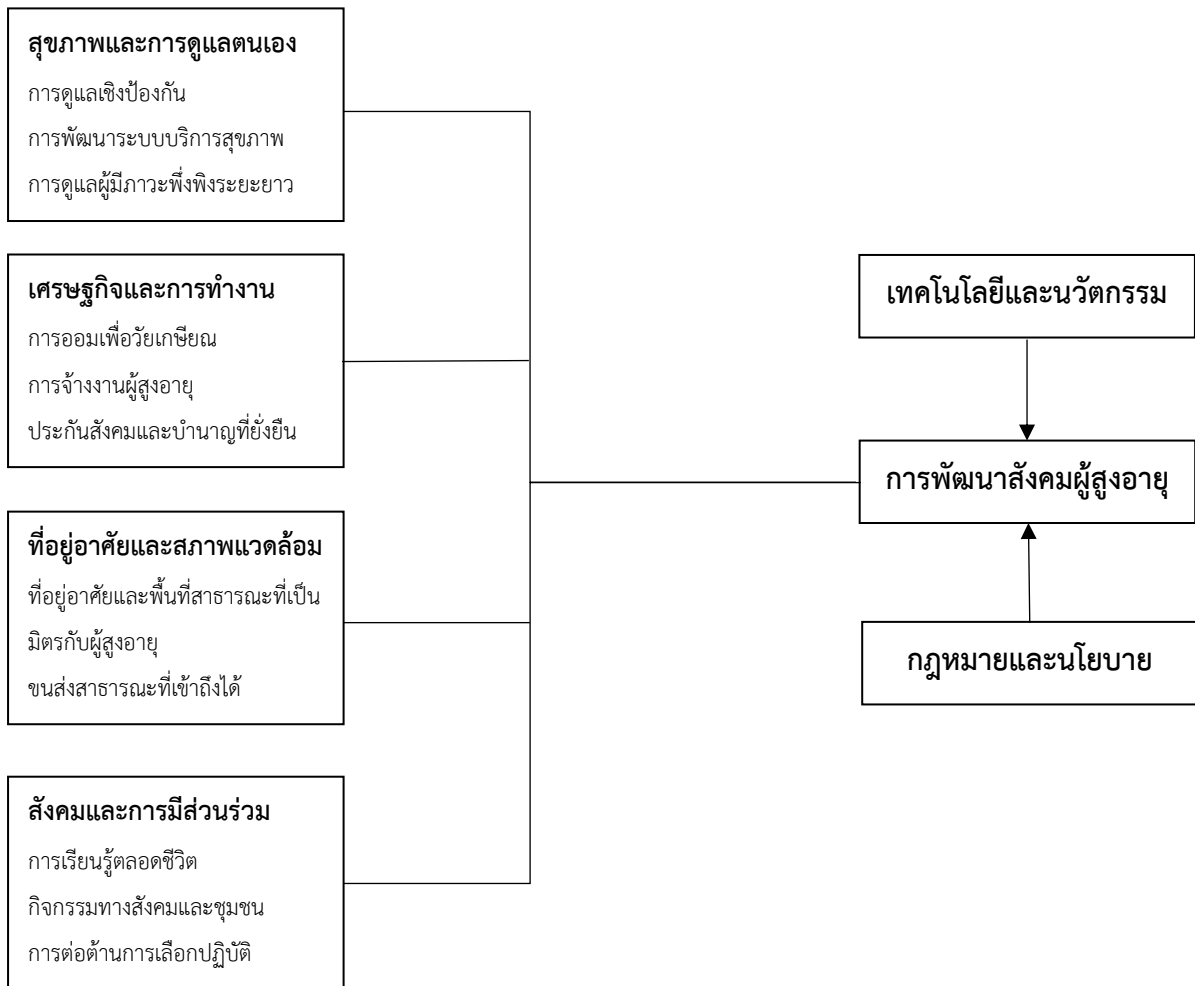 สุขภาพและการดูแลตนเอง
การดูแลเชิงป้องกัน
การพัฒนาระบบบริการสุขภาพ
การดูแลผู้มีภาวะพึ่งพิงระยะยาว
เศรษฐกิจและการทำงาน
การออมเพื่อวัยเกษียณ
การจ้างงานผู้สูงอายุ
ประกันสังคมและบำนาญที่ยั่งยืน
ที่อยู่อาศัยและสภาพแวดล้อม
ที่อยู่อาศัยและพื้นที่สาธารณะที่เป็น
มิตรกับผู้สูงอายุ
ขนส่งสาธารณะที่เข้าถึงได้
สังคมและการมีส่วนร่วม
การเรียนรู้ตลอดชีวิต
กิจกรรมทางสังคมและชุมชน
การต่อต้านการเลือกปฏิบัติ
เทคโนโลยีและนวัตกรรม
การพัฒนาสังคมผู้สูงอายุ
กฎหมายและนโยบาย